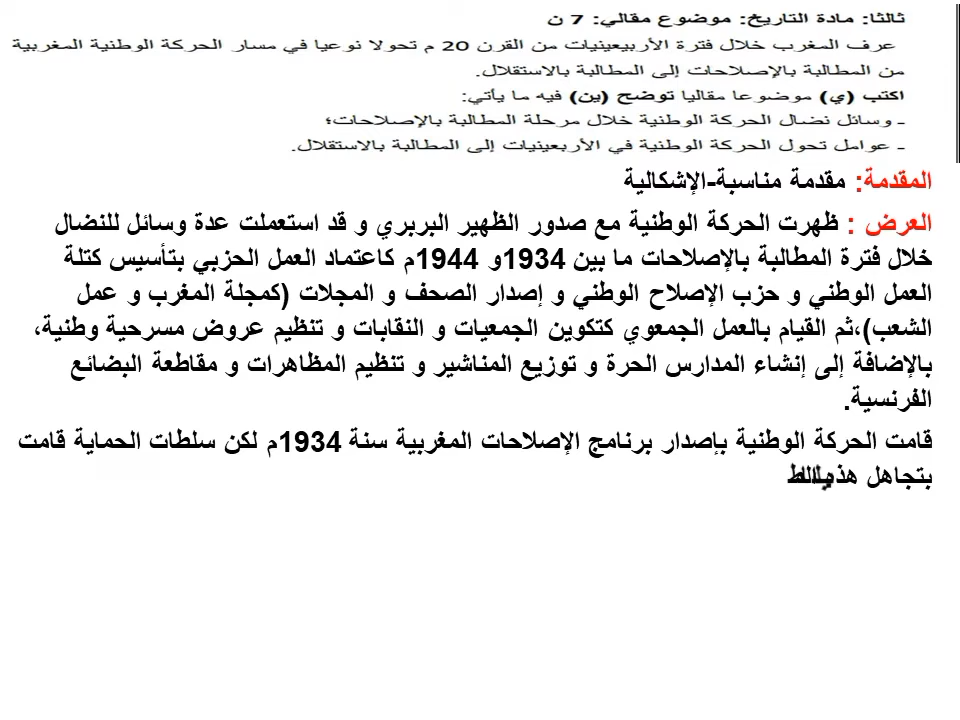 ثالثا: مادة التاريخ: موضوع مقالي: 7 ن
عرف المغرب خلال فترة الأربيعينيات من القرن 20 م تحولا نوعيا في مسار الحركة الوطنية المغربية
من المطالبة بالإصلاحات إلى المطالبة بالاستقلال.
اكتب (ي) موضوعا مقاليا توضح (ين) فيه ما يأتي:
ـ وسائل نضال الحركة الوطنية خلال مرحلة المطالبة بالإصلاحات؛
ـ عوامل تحول الحركة الوطنية في الأربعينيات إلى المطالبة بالاستقلال.
المقدمة: مقدمة مناسبة-الإشكالية
العرض : ظهرت الحركة الوطنية مع صدور الظهير البربري و قد استعملت عدة وسائل للنضال
خلال فترة المطالبة بالإصلاحات ما بين 1934و 1944م كاعتماد العمل الحزبي بتأسيس كتلة
العمل الوطني و حزب الإصلاح الوطني و إصدار الصحف و المجلات (كمجلة المغرب و عمل
الشعب)،ثم القيام بالعمل الجمعوي كتكوين الجمعيات و النقابات و تنظيم عروض مسرحية وطنية،
بالإضافة إلى إنشاء المدارس الحرة و توزيع المناشير و تنظيم المظاهرات و مقاطعة البضائع
الفرنسية.
قامت الحركة الوطنية بإصدار برنامج الإصلاحات المغربية سنة 1934م لكن سلطات الحماية قامت
بتجاهل هذه